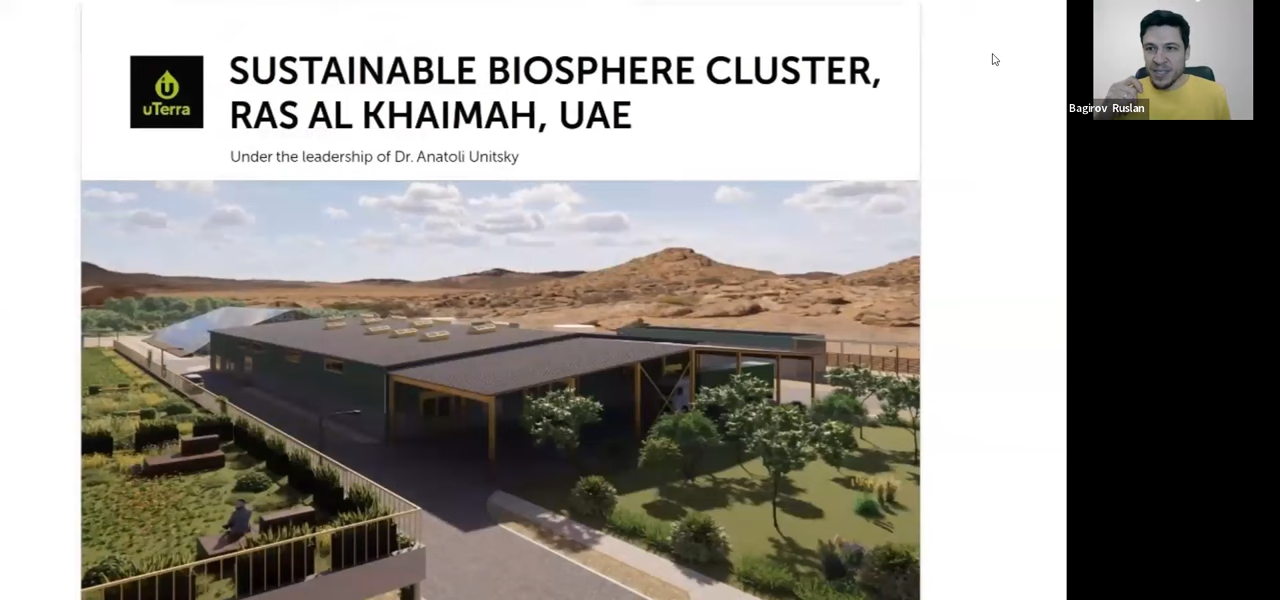 uTerra
SUSTAINABLE BIOSPHERE CLUSTER,
RAS AL KHAIMAH, UAE
Under the leadership of Dr. Anatoli Unitsky
Bagirov Ruslan